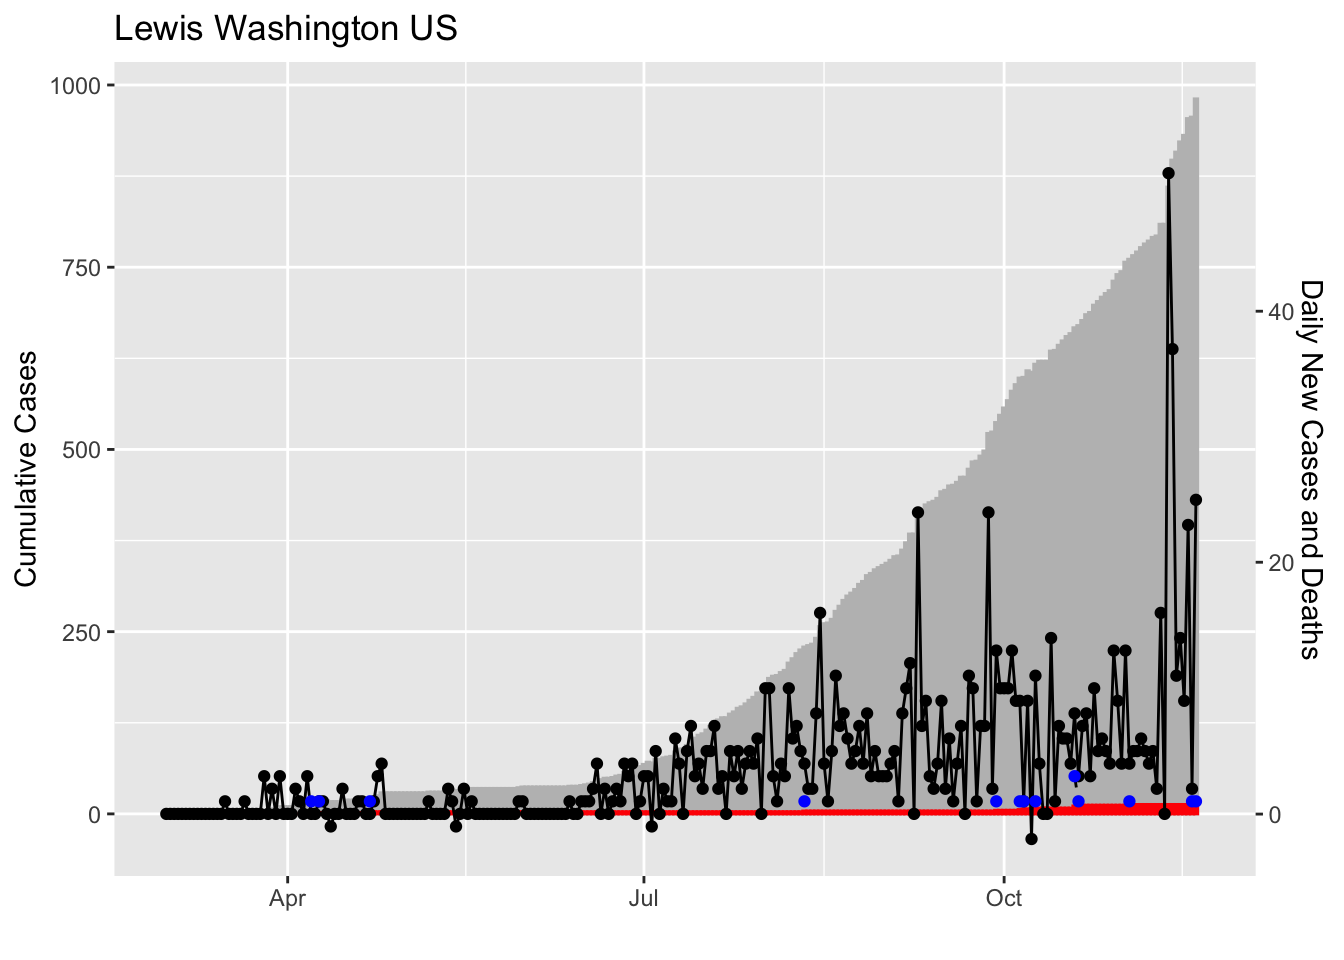 Lewis Washington US
Cumulative Cases
1000
750
500
250
0
40
20
0
Daily New Cases and Deaths
Apr
Jul
Oct